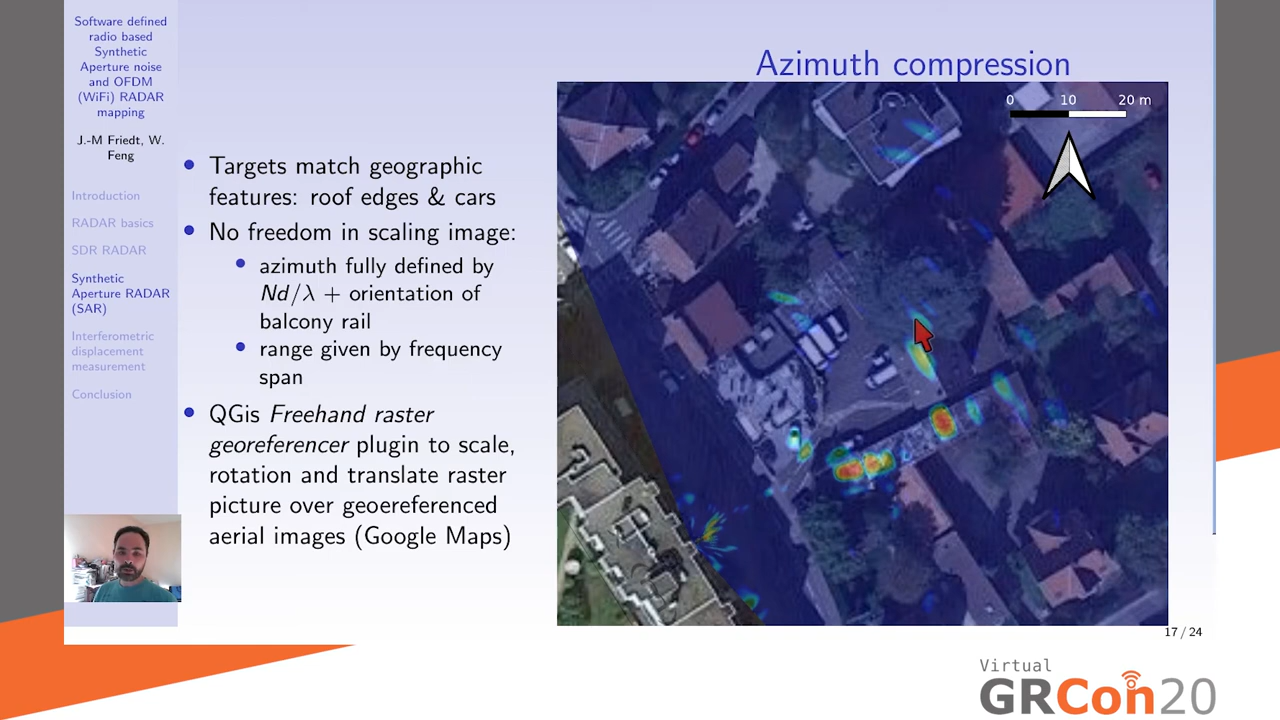 Software defined
radio based
Synthetic
Aperture noise
and OFDM
(WiFi) RADAR
mapping
J.-M Friedt, W.
Feng
Introduction
RADAR basics
SDR RADAR
Synthetic
Aperture RADAR
(SAR)
Interferometric
displacement
measurement
Conclusion
Azimuth compression
• Targets match geographic
features: roof edges & cars
• No freedom in scaling image:
• azimuth fully defined by
Nd/λ + orientation of
balcony rail
• range given by frequency
span
• QGis Freehand raster
georeferencer plugin to scale,
rotation and translate raster
picture over geoereferenced
aerial images (Google Maps)
0 10 20 m
17 / 24
Virtual
GRCon20